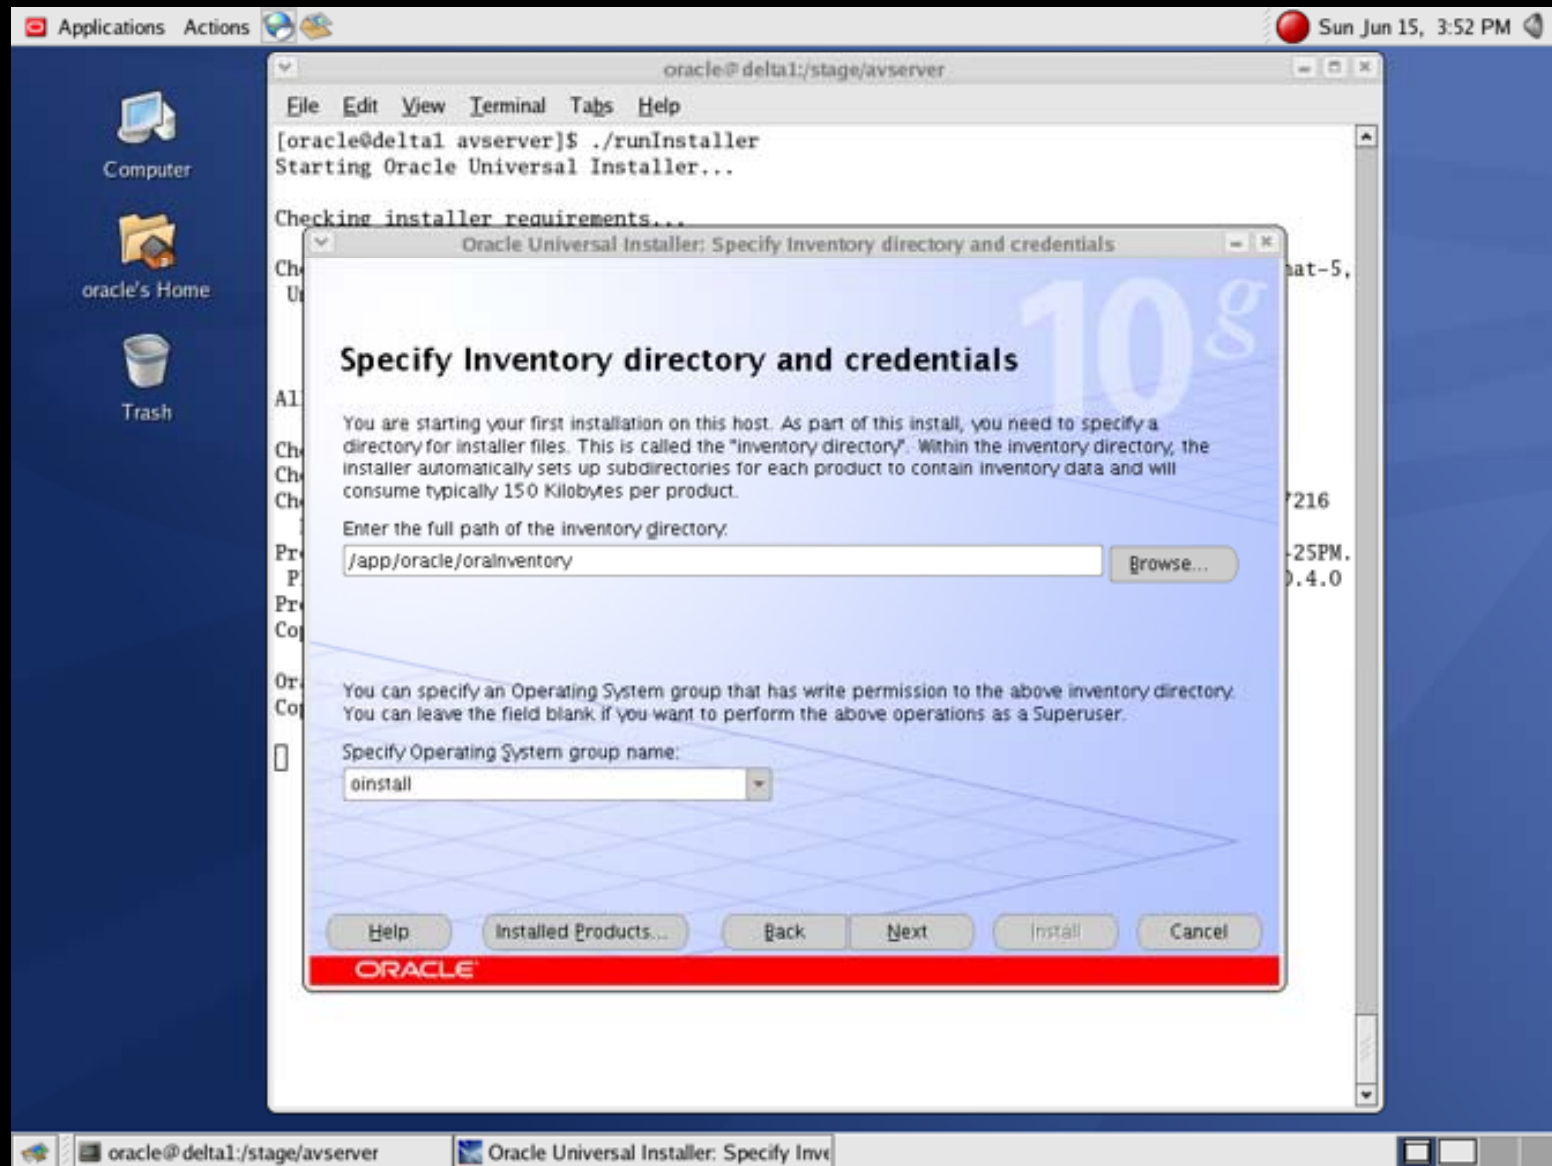 Applications Actions Sun Jun 15, 3:52 PM
oracle@delta1:/stage/avserver
File Edit View Terminal Tabs Help
[oracle@delta1 avserver]$ ./runInstaller
Starting Oracle Universal Installer...
Checking installer requirements...
Computer
oracle's Home
Trash
Oracle Universal Installer: Specify Inventory directory and credentials
hat-5,
10g
Specify Inventory directory and credentials
You are starting your first installation on this host. As part of this install, you need to specify a
directory for installer files. This is called the "inventory directory". Within the inventory directory, the
installer automatically sets up subdirectories for each product to contain inventory data and will
consume typically 150 Kilobytes per product.
7216
Enter the full path of the inventory directory:
/app/oracle/oraInventory
Browse...
-25PM.
.4.0
You can specify an Operating System group that has write permission to the above inventory directory.
You can leave the field blank if you want to perform the above operations as a Superuser.
Specify Operating System group name:
oinstall
Help Installed Products... Back Next Install Cancel
ORACLE
oracle@delta1:/stage/avserver Oracle Universal Installer: Specify Inve